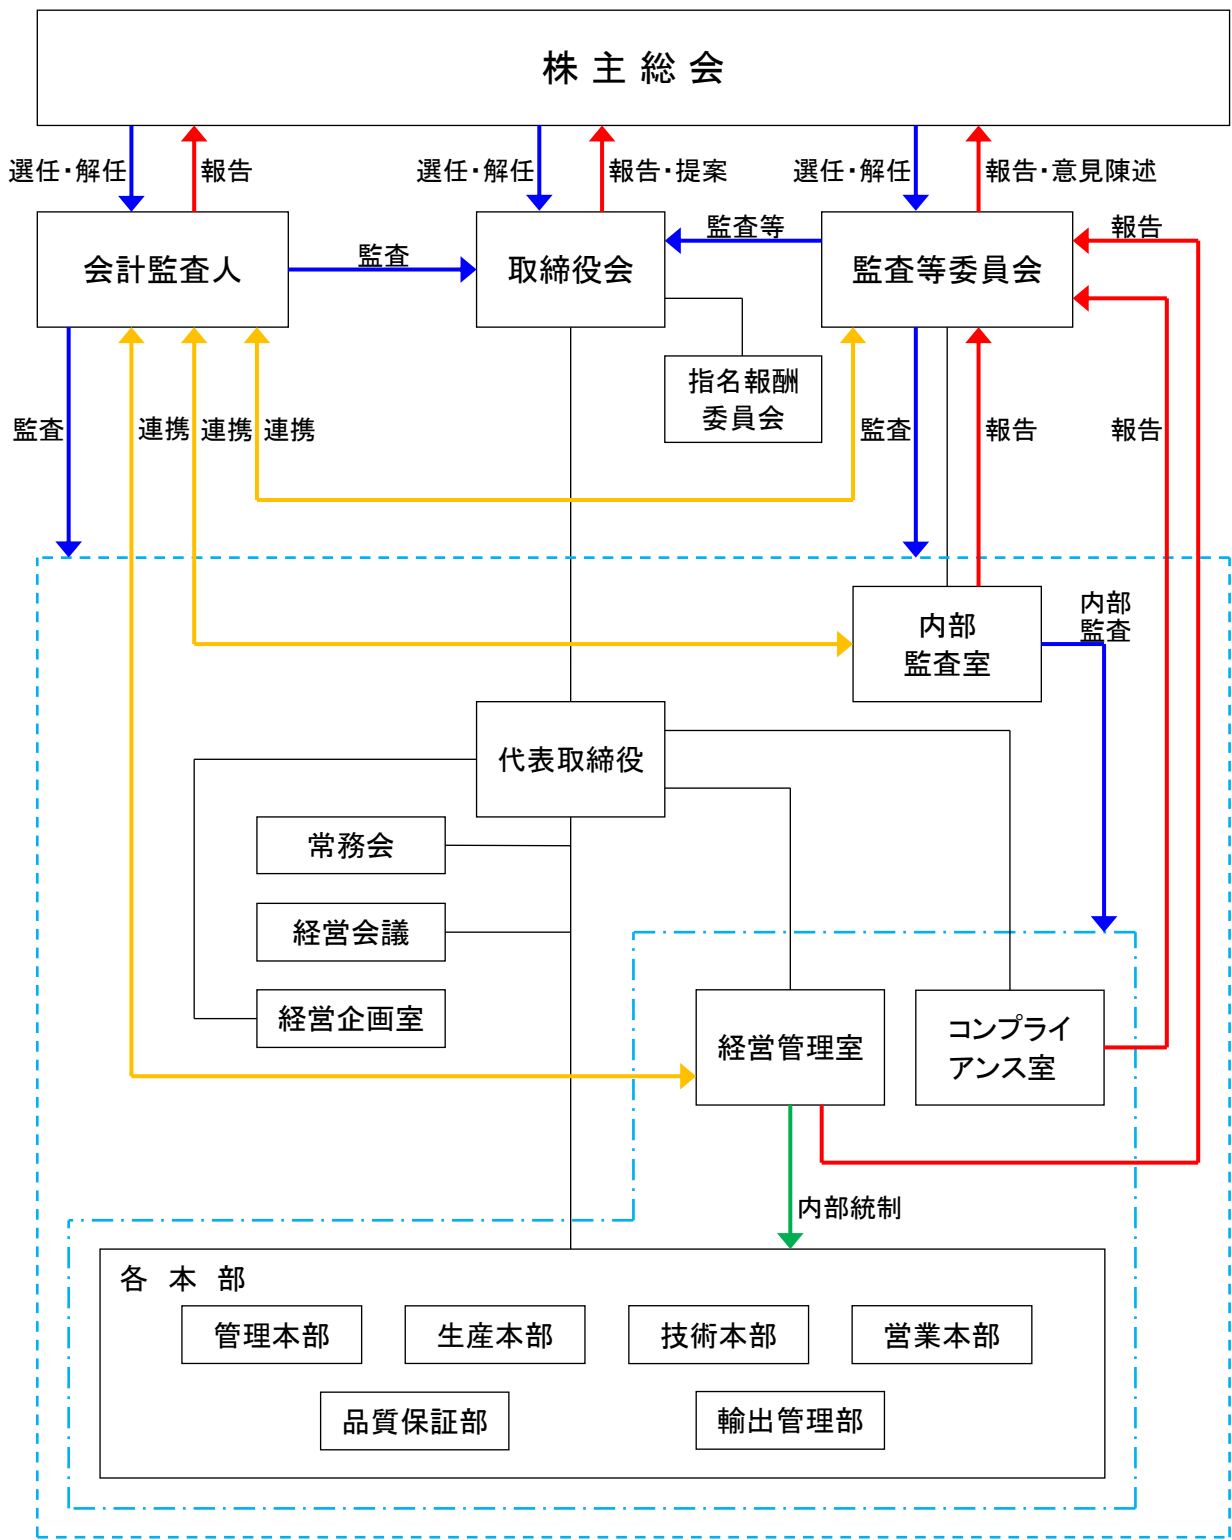 株主総会
選任・解任
報告
選任・解任
報告・提案
選任・解任
報告・意見陳述
会計監査人
監査
取締役会
監査等
監査等委員会
報告
指名報酬
委員会
監査
連携
連携
連携
監査
報告
報告
内部
監査室
内部
監査
代表取締役
常務会
経営会議
経営企画室
経営管理室
コンプライ
アンス室
内部統制
各本部
管理本部
生産本部
技術本部
営業本部
品質保証部
輸出管理部